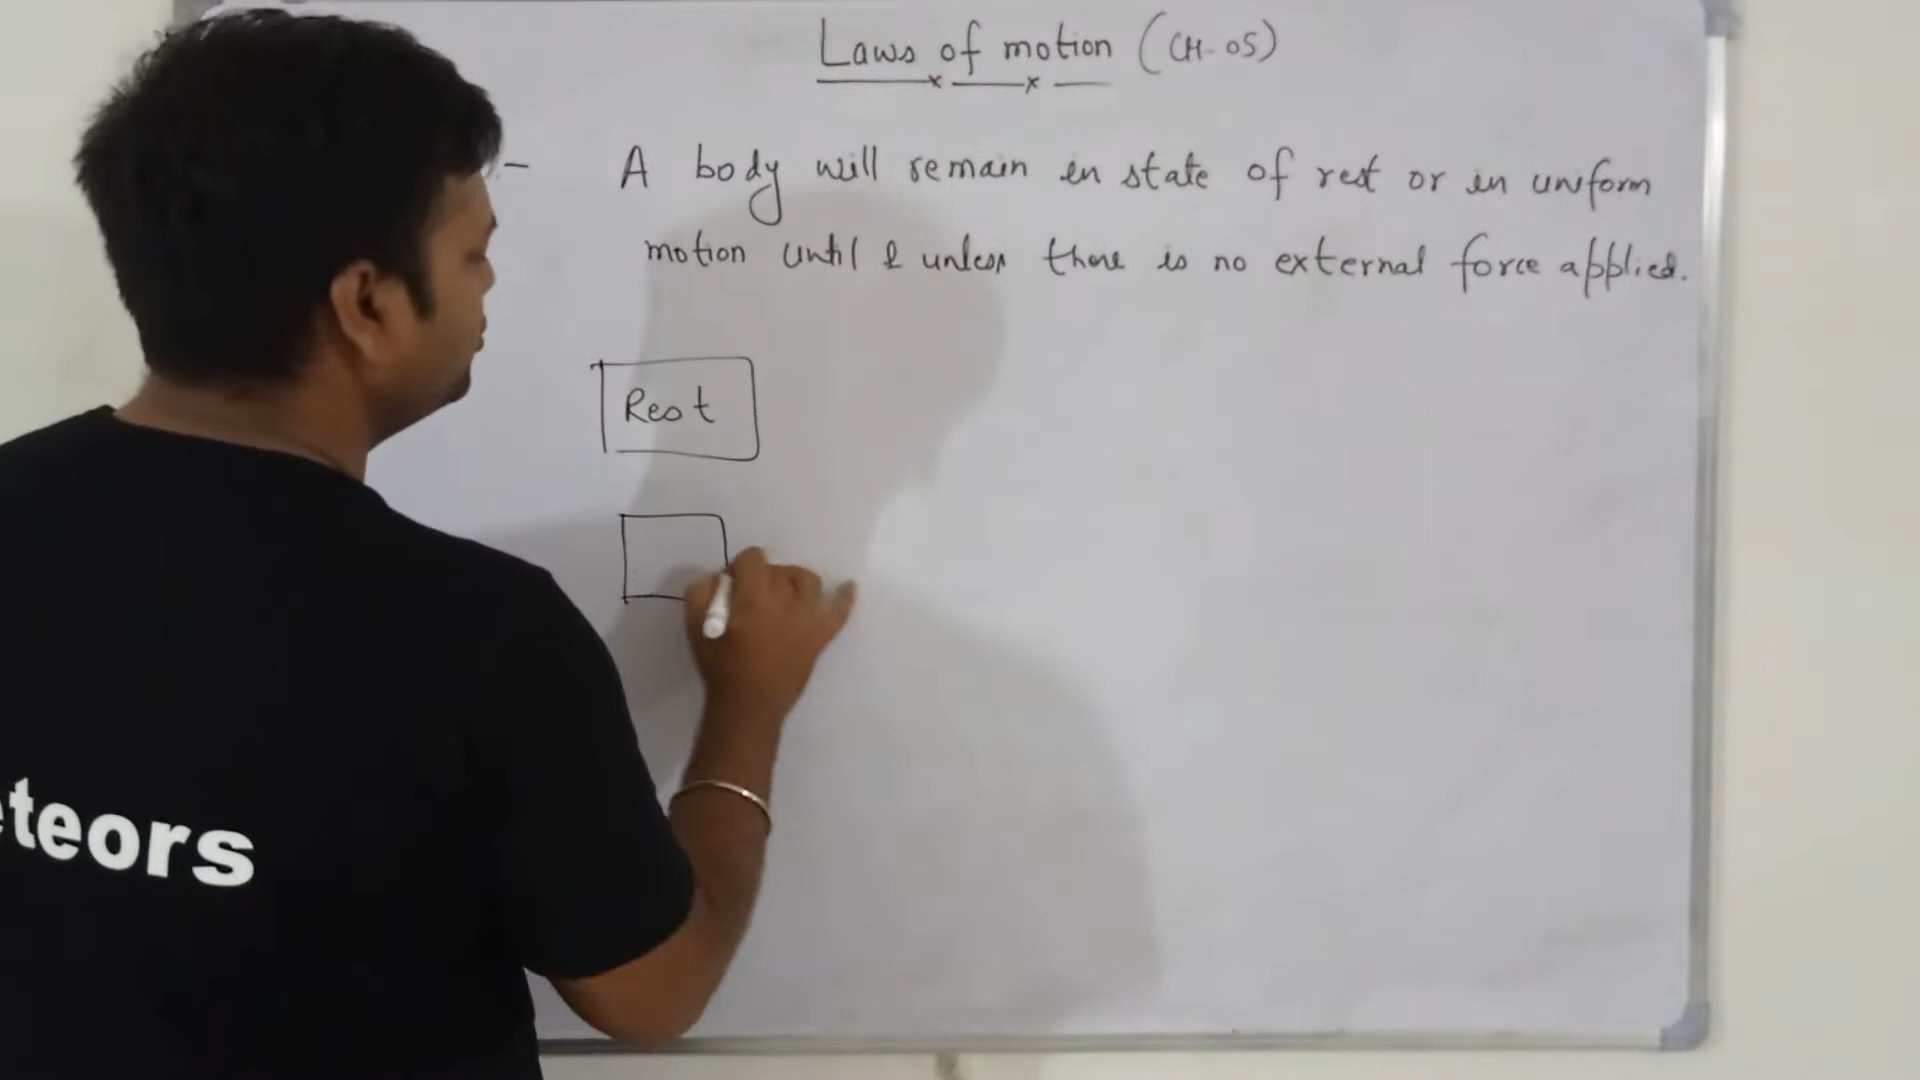 Laws of motion (CH-05)
- A body will remain in state of rest or in uniform
motion until & unless there is no external force applied.
Rest
teors